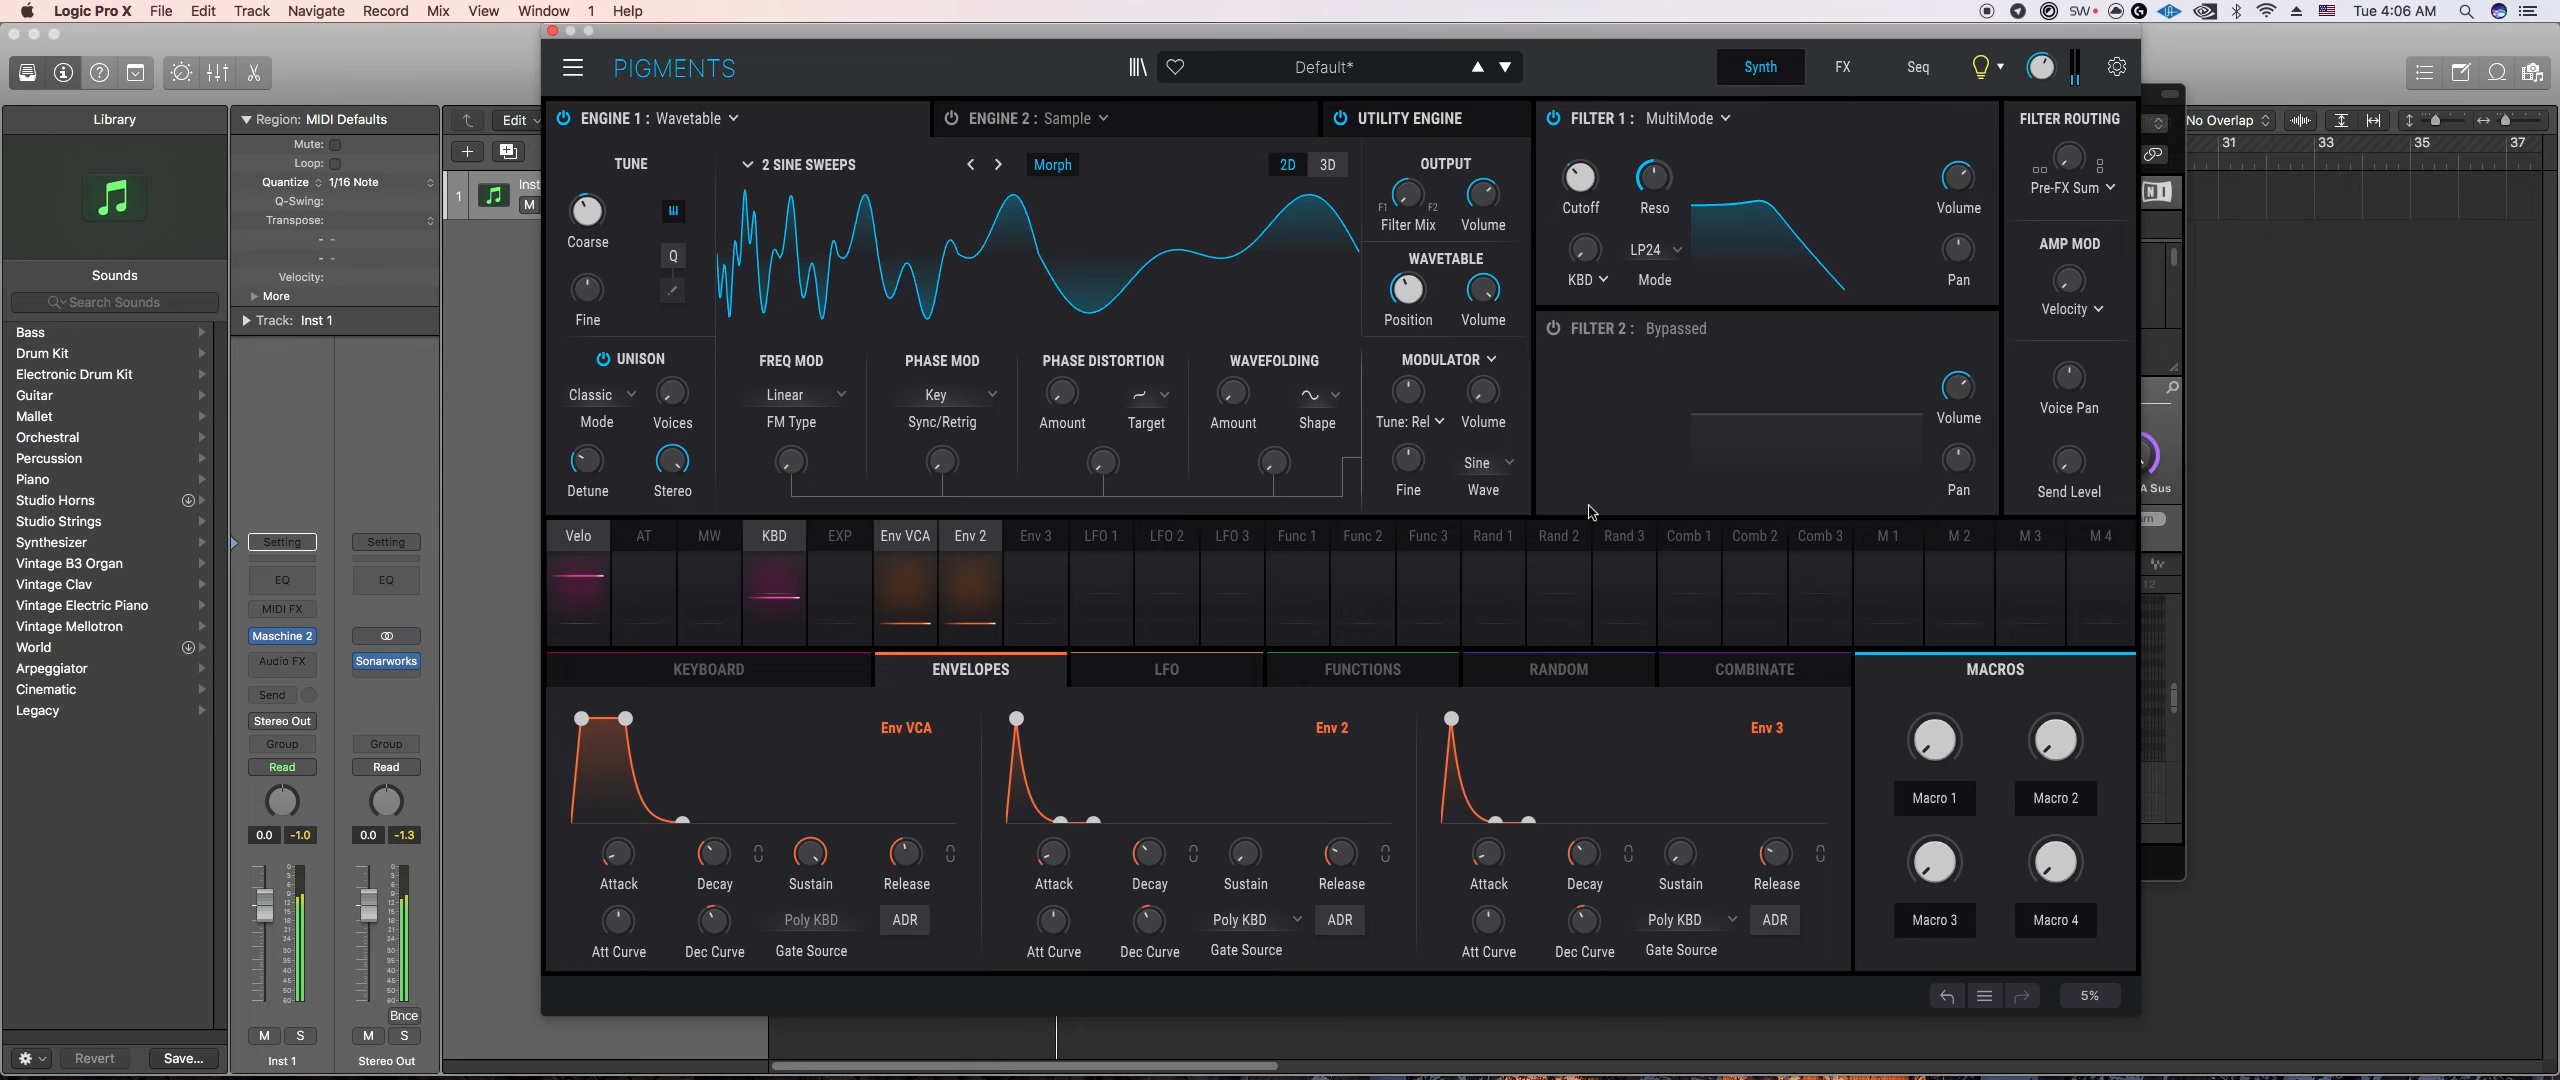 Logic Pro X File Edit Track Navigate Record Mix View Window 1 Help
SW Tue 4:06 AM
PIGMENTS Default* Synth FX Seq
Library
Region: MIDI Defaults
Edit
Mute:
Loop:
Quantize 1/16 Note
Q-Swing:
Transpose:
Velocity:
More
Track: Inst 1
Sounds
Search Sounds
Bass
Drum Kit
Electronic Drum Kit
Guitar
Mallet
Orchestral
Percussion
Piano
Studio Horns
Studio Strings
Synthesizer
Vintage B3 Organ
Vintage Clav
Vintage Electric Piano
Vintage Mellotron
World
Arpeggiator
Cinematic
Legacy
Revert Save...
Setting Setting
EQ EQ
MIDI FX
Maschine 2
Audio FX Sonarworks
Send
Stereo Out
Group Group
Read Read
0.0 -1.0 0.0 -1.3
Bnce
M S M S
Inst 1 Stereo Out
1 Inst
M
ENGINE 1 : Wavetable ENGINE 2 : Sample UTILITY ENGINE
TUNE
2 SINE SWEEPS Morph 2D 3D
Coarse
Q
Fine
UNISON
Classic
Mode Voices
Detune Stereo
FREQ MOD PHASE MOD PHASE DISTORTION WAVEFOLDING
Linear Key
FM Type Sync/Retrig Amount Target Amount Shape
OUTPUT
F1 F2
Filter Mix Volume
WAVETABLE
Position Volume
MODULATOR
Tune: Rel Volume
Sine
Fine Wave
FILTER 1 : MultiMode
Cutoff Reso Volume
LP24
KBD Mode Pan
FILTER 2 : Bypassed
Volume
Pan
FILTER ROUTING
Pre-FX Sum
AMP MOD
Velocity
Voice Pan
Send Level
Velo AT MW KBD EXP Env VCA Env 2 Env 3 LFO 1 LFO 2 LFO 3 Func 1 Func 2 Func 3 Rand 1 Rand 2 Rand 3 Comb 1 Comb 2 Comb 3 M 1 M 2 M 3 M 4
KEYBOARD ENVELOPES LFO FUNCTIONS RANDOM COMBINATE MACROS
Env VCA Env 2 Env 3
Attack Decay Sustain Release Attack Decay Sustain Release Attack Decay Sustain Release
Poly KBD ADR Poly KBD ADR Poly KBD ADR
Att Curve Dec Curve Gate Source Att Curve Dec Curve Gate Source Att Curve Dec Curve Gate Source
Macro 1 Macro 2
Macro 3 Macro 4
5%
No Overlap
31 33 35 37
NI
A Sus
12